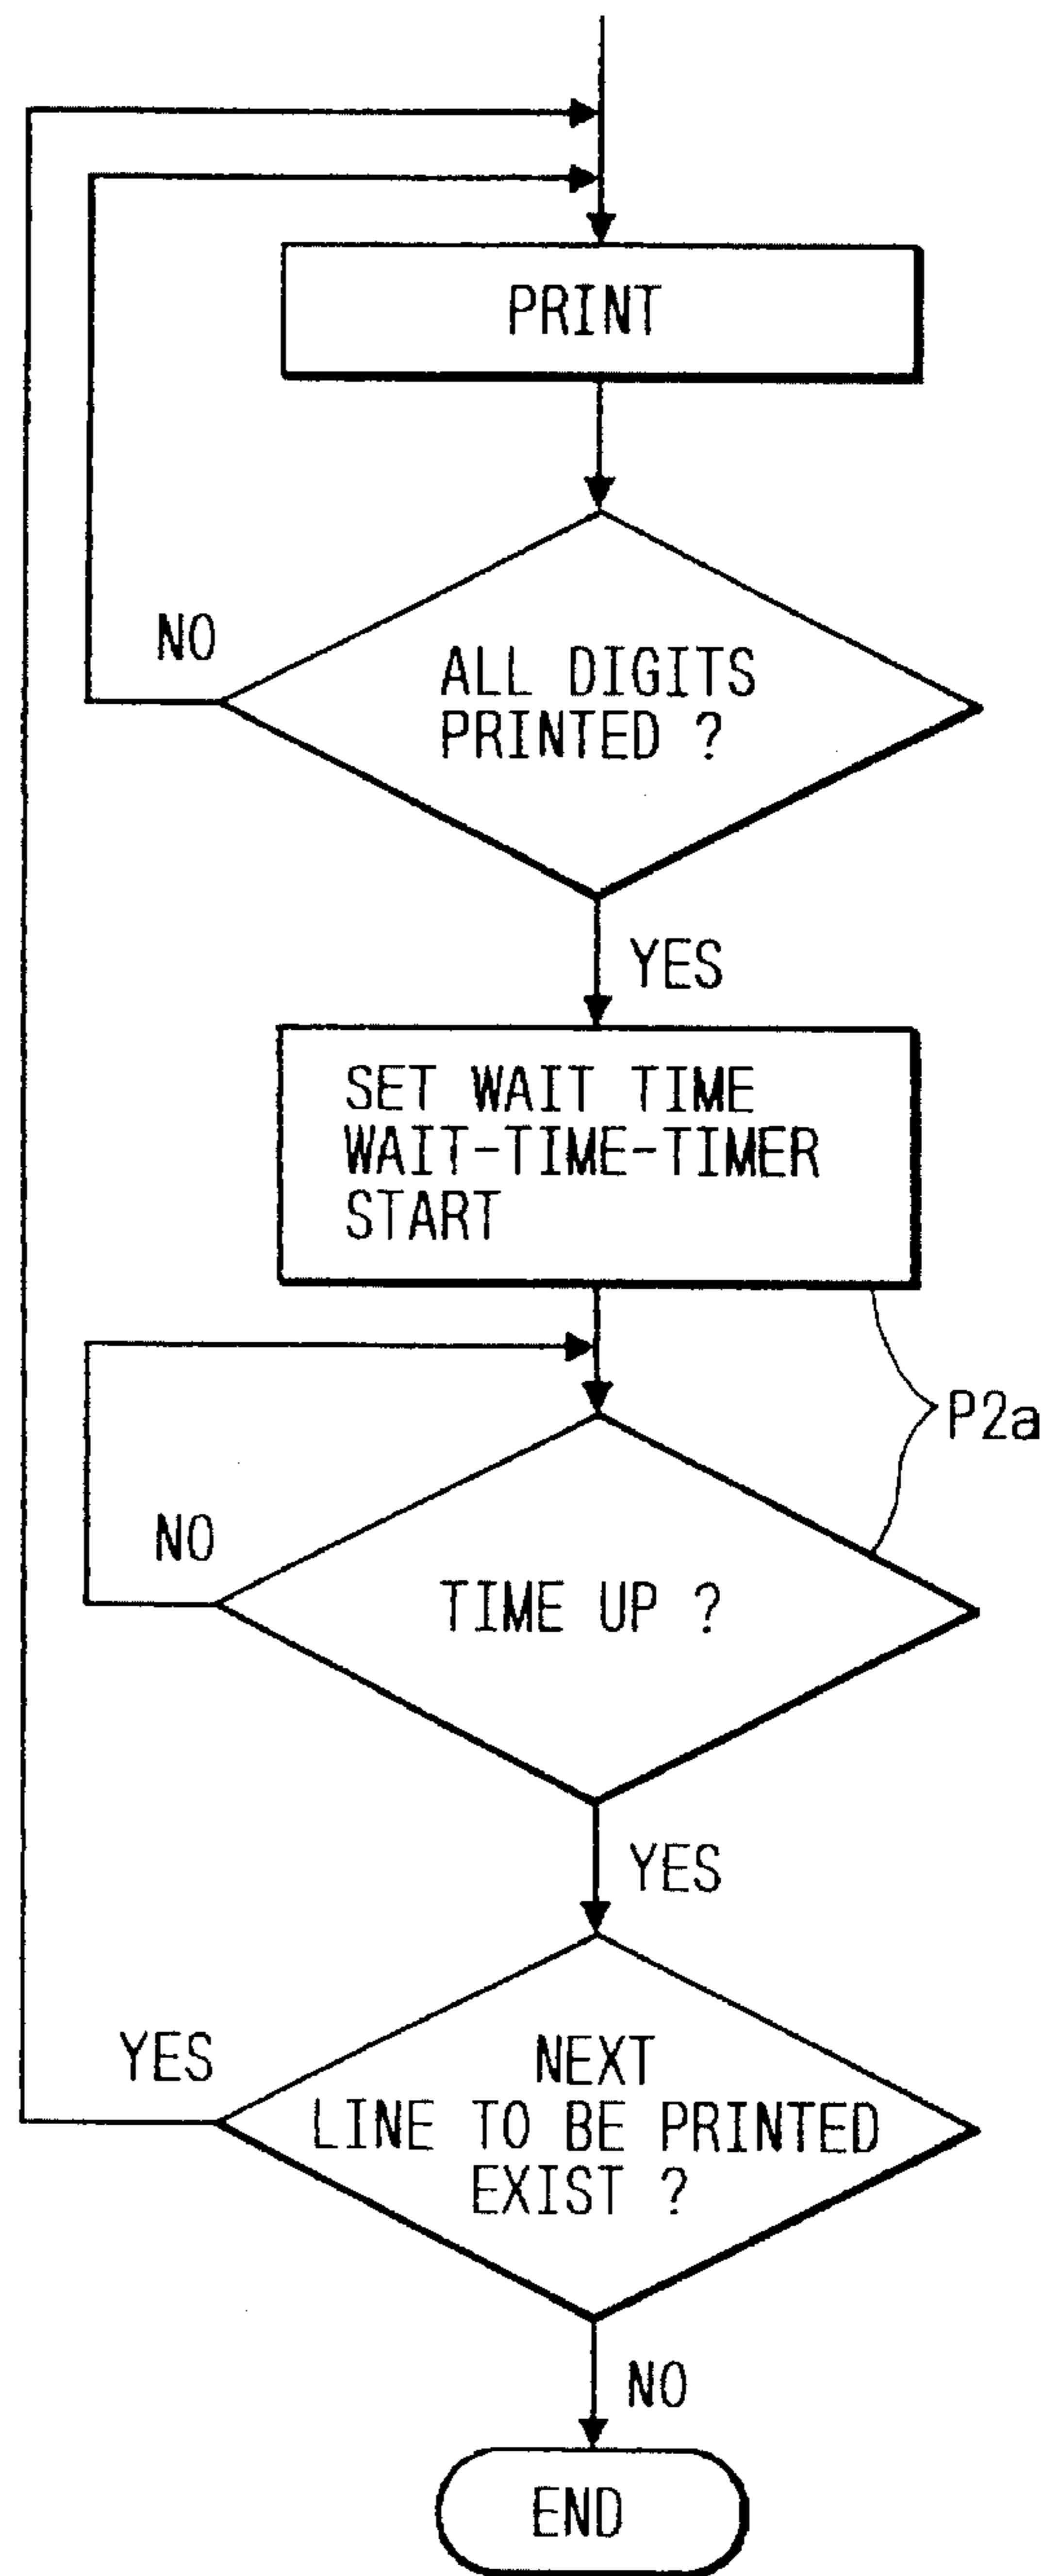 PRINT
NO
ALL DIGITS
PRINTED ?
YES
SET WAIT TIME
WAIT-TIME-TIMER
START
P2a
NO
TIME UP ?
YES
YES
NEXT
LINE TO BE PRINTED
EXIST ?
NO
END